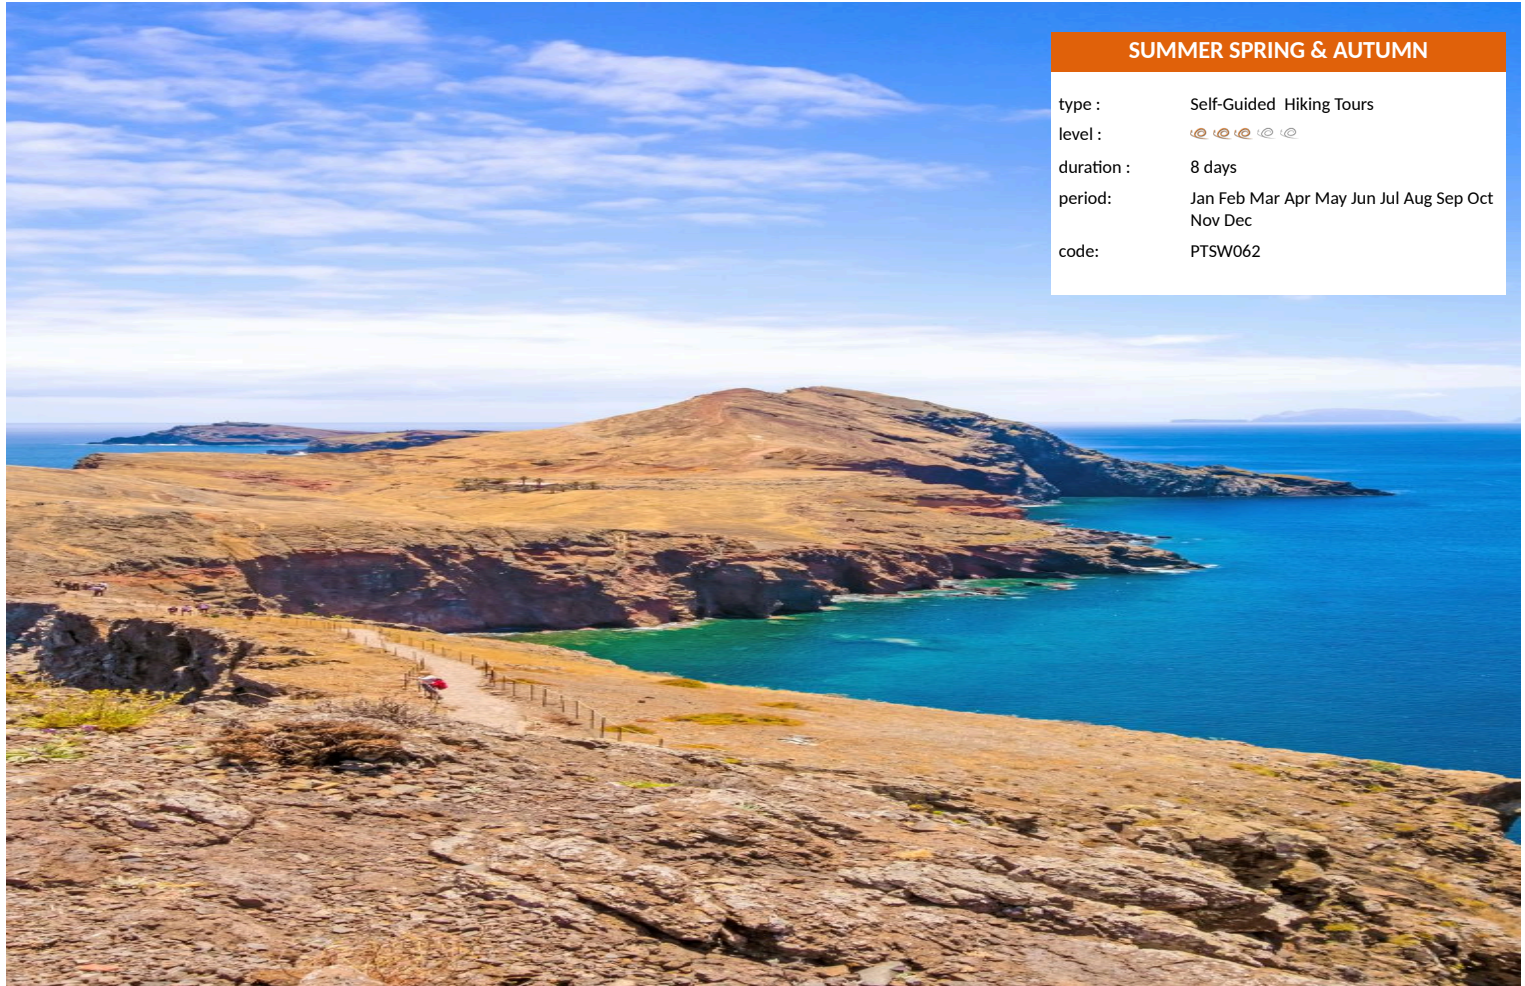 SUMMER SPRING & AUTUMN
type : Self-Guided  Hiking Tours
level :
duration : 8 days
period: Jan Feb Mar Apr May Jun Jul Aug Sep Oct
Nov Dec
code: PTSW062